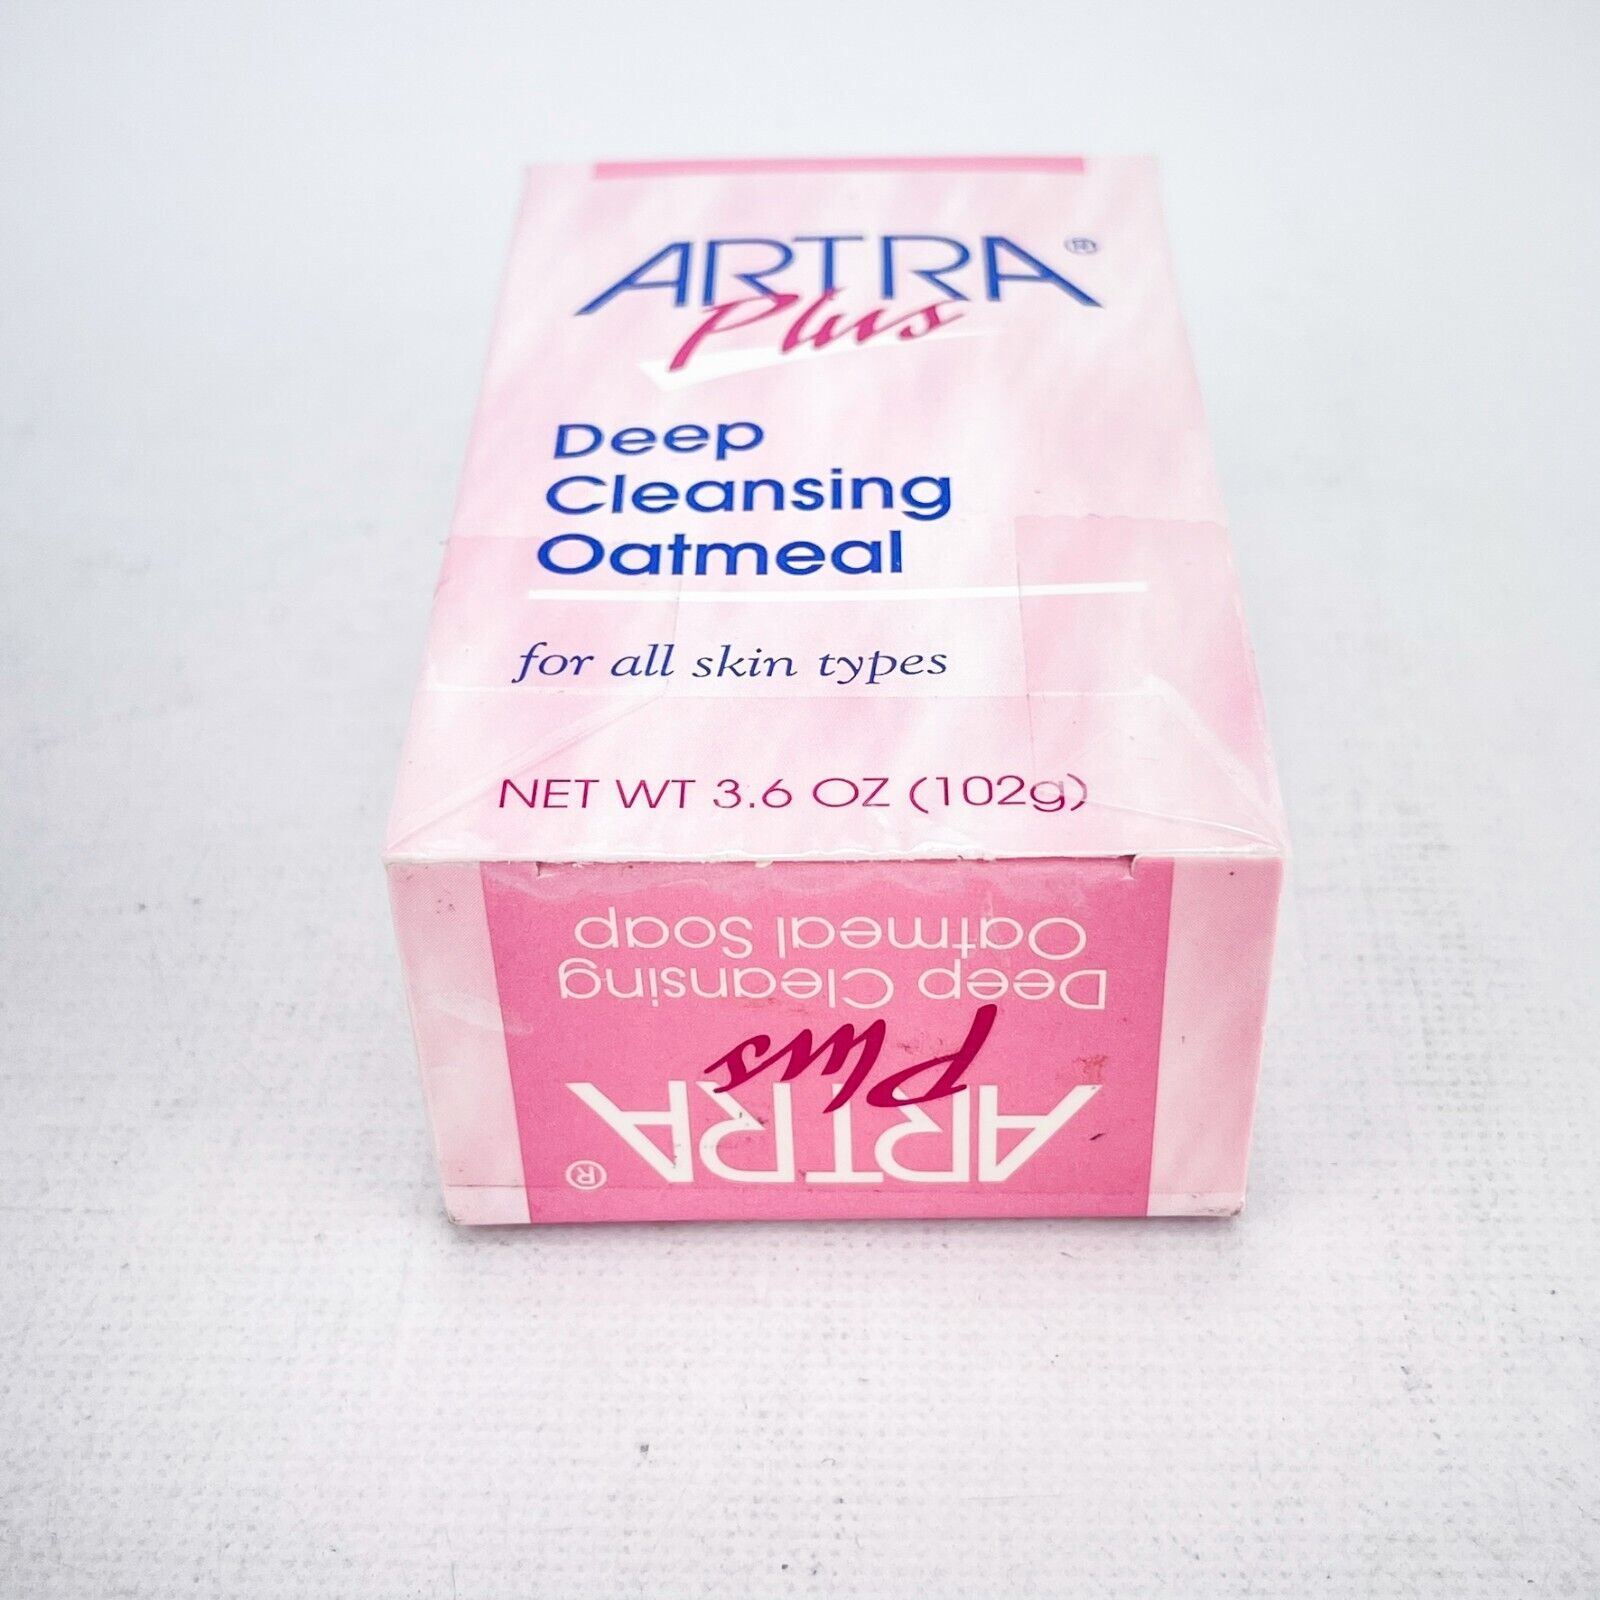 ARTRA®
Plus
Deep
Cleansing
Oatmeal
for all skin types
NET WT 3.6 OZ (102g)
ARTRA®
Plus
Deep Cleansing
Oatmeal Soap